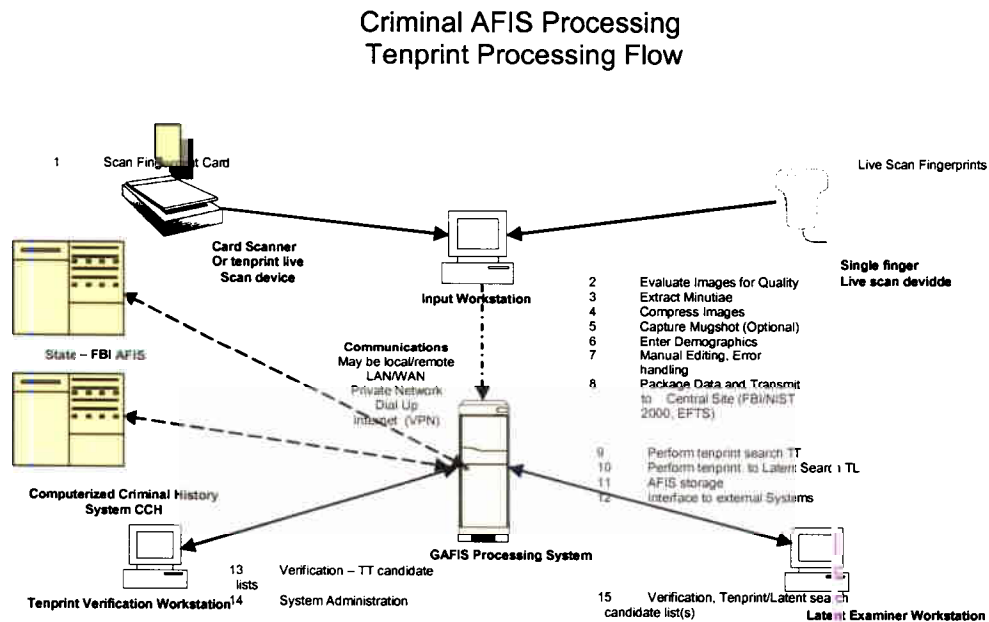 Criminal AFIS Processing
Tenprint Processing Flow
1 Scan Fingerprint Card
Live Scan Fingerprints
Card Scanner
Or tenprint live
Scan device
Input Workstation
Single finger
Live scan devidde
2 Evaluate Images for Quality
3 Extract Minutiae
4 Compress Images
5 Capture Mugshot (Optional)
6 Enter Demographics
7 Manual Editing, Error
handling
8 Package Data and Transmit
to Central Site (FBI/NIST
2000, EFTS)
State – FBI AFIS
Communications
May be local/remote
LAN/WAN
Private Network
Dial Up
Internet (VPN)
9 Perform tenprint search TT
10 Perform tenprint to Latent Search TL
11 AFIS storage
12 Interface to external Systems
Computerized Criminal History
System CCH
GAFIS Processing System
13 Verification – TT candidate
lists
14 System Administration
Tenprint Verification Workstation
15 Verification, Tenprint/Latent search
candidate list(s)
Latent Examiner Workstation